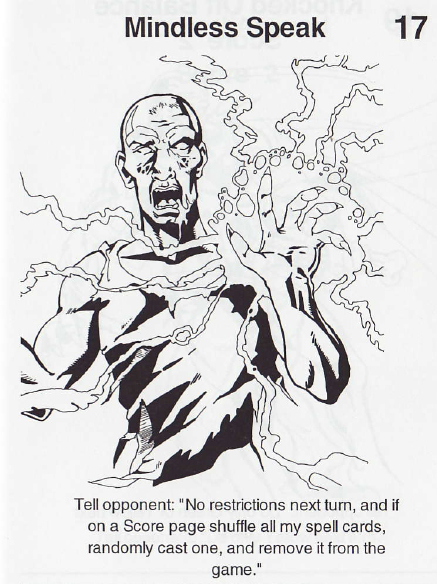 Mindless Speak 17
Tell opponent: "No restrictions next turn, and if
on a Score page shuffle all my spell cards,
randomly cast one, and remove it from the
game."